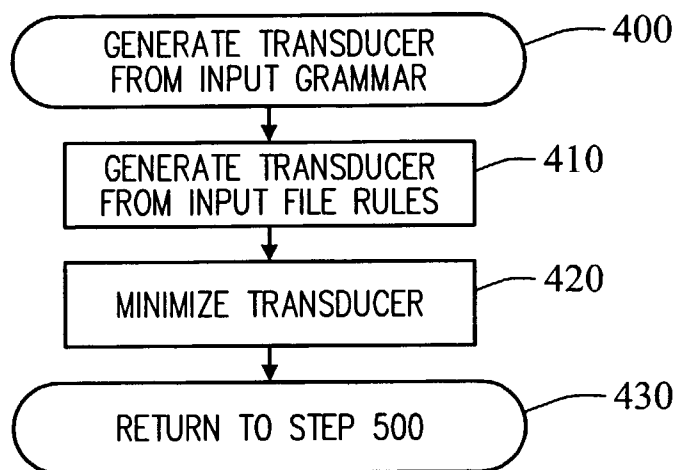 GENERATE TRANSDUCER
FROM INPUT GRAMMAR
400
GENERATE TRANSDUCER
FROM INPUT FILE RULES
410
MINIMIZE TRANSDUCER
420
RETURN TO STEP 500
430